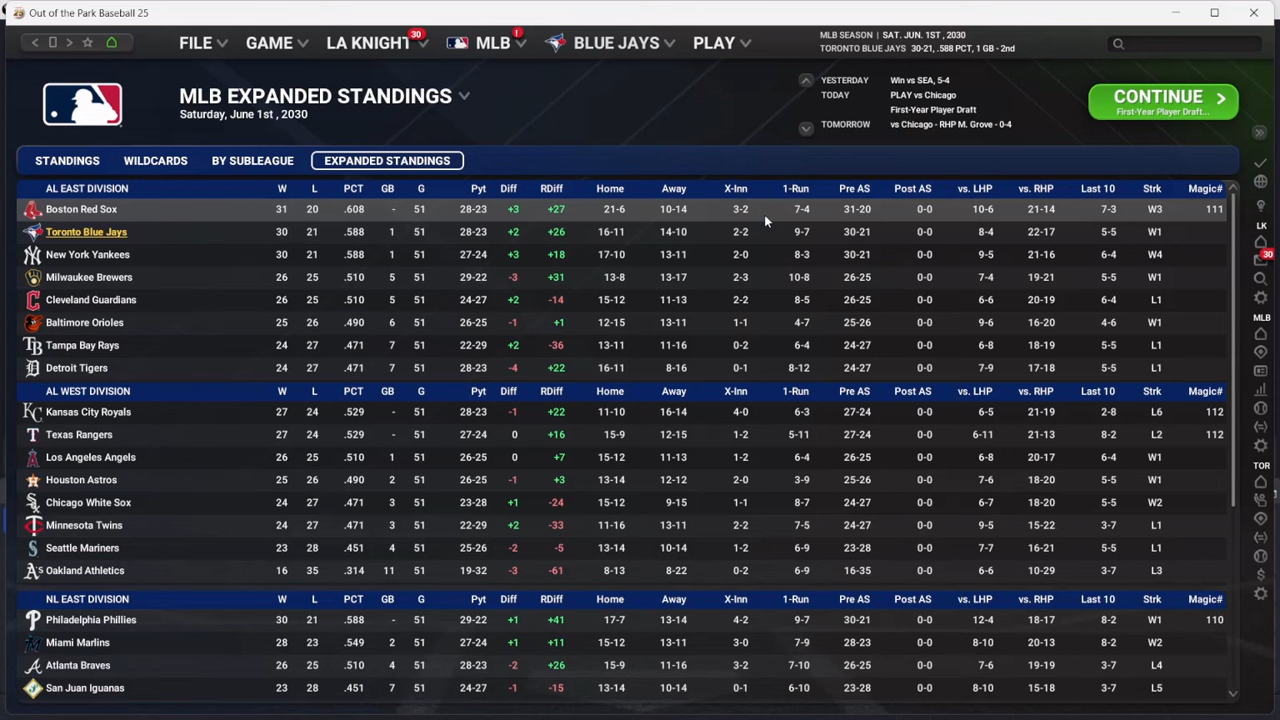 Out of the Park Baseball 25
FILE GAME LA KNIGHT 30 MLB ! BLUE JAYS PLAY
MLB SEASON | SAT. JUN. 1ST, 2030
TORONTO BLUE JAYS 30-21, .588 PCT, 1 GB - 2nd
MLB EXPANDED STANDINGS
Saturday, June 1st , 2030
YESTERDAY Win vs SEA, 5-4
TODAY PLAY vs Chicago
First-Year Player Draft
TOMORROW vs Chicago - RHP M. Grove - 0-4
CONTINUE
First-Year Player Draft...
STANDINGS WILDCARDS BY SUBLEAGUE EXPANDED STANDINGS
AL EAST DIVISION W L PCT GB G Pyt Diff RDiff Home Away X-Inn 1-Run Pre AS Post AS vs. LHP vs. RHP Last 10 Strk Magic#
Boston Red Sox 31 20 .608 - 51 28-23 +3 +27 21-6 10-14 3-2 7-4 31-20 0-0 10-6 21-14 7-3 W3 111
Toronto Blue Jays 30 21 .588 1 51 28-23 +2 +26 16-11 14-10 2-2 9-7 30-21 0-0 8-4 22-17 5-5 W1
New York Yankees 30 21 .588 1 51 27-24 +3 +18 17-10 13-11 2-0 8-3 30-21 0-0 9-5 21-16 6-4 W4
Milwaukee Brewers 26 25 .510 5 51 29-22 -3 +31 13-8 13-17 2-3 10-8 26-25 0-0 7-4 19-21 5-5 W1
Cleveland Guardians 26 25 .510 5 51 24-27 +2 -14 15-12 11-13 2-2 8-5 26-25 0-0 6-6 20-19 6-4 L1
Baltimore Orioles 25 26 .490 6 51 26-25 -1 +1 12-15 13-11 1-1 4-7 25-26 0-0 9-6 16-20 4-6 W1
Tampa Bay Rays 24 27 .471 7 51 22-29 +2 -36 13-11 11-16 0-2 6-4 24-27 0-0 6-8 18-19 5-5 L1
Detroit Tigers 24 27 .471 7 51 28-23 -4 +22 16-11 8-16 0-1 8-12 24-27 0-0 7-9 17-18 5-5 L1
AL WEST DIVISION W L PCT GB G Pyt Diff RDiff Home Away X-Inn 1-Run Pre AS Post AS vs. LHP vs. RHP Last 10 Strk Magic#
Kansas City Royals 27 24 .529 - 51 28-23 -1 +22 11-10 16-14 4-0 6-3 27-24 0-0 6-5 21-19 2-8 L6 112
Texas Rangers 27 24 .529 - 51 27-24 0 +16 15-9 12-15 1-2 5-11 27-24 0-0 6-11 21-13 8-2 L2 112
Los Angeles Angels 26 25 .510 1 51 26-25 0 +7 15-12 11-13 1-2 6-4 26-25 0-0 6-8 20-17 6-4 W1
Houston Astros 25 26 .490 2 51 26-25 -1 +3 13-14 12-12 2-0 3-9 25-26 0-0 7-6 18-20 5-5 W1
Chicago White Sox 24 27 .471 3 51 23-28 +1 -24 15-12 9-15 1-1 8-7 24-27 0-0 6-7 18-20 5-5 W2
Minnesota Twins 24 27 .471 3 51 22-29 +2 -33 11-16 13-11 2-2 7-5 24-27 0-0 9-5 15-22 3-7 L1
Seattle Mariners 23 28 .451 4 51 25-26 -2 -5 13-14 10-14 1-2 6-9 23-28 0-0 7-7 16-21 5-5 L1
Oakland Athletics 16 35 .314 11 51 19-32 -3 -61 8-13 8-22 0-2 6-9 16-35 0-0 6-6 10-29 3-7 L3
NL EAST DIVISION W L PCT GB G Pyt Diff RDiff Home Away X-Inn 1-Run Pre AS Post AS vs. LHP vs. RHP Last 10 Strk Magic#
Philadelphia Phillies 30 21 .588 - 51 29-22 +1 +41 17-7 13-14 4-2 9-7 30-21 0-0 12-4 18-17 8-2 W1 110
Miami Marlins 28 23 .549 2 51 27-24 +1 +11 15-12 13-11 3-0 7-9 28-23 0-0 8-10 20-13 8-2 W2
Atlanta Braves 26 25 .510 4 51 28-23 -2 +26 15-9 11-16 3-2 7-10 26-25 0-0 7-6 19-19 3-7 L4
San Juan Iguanas 23 28 .451 7 51 24-27 -1 -15 13-14 10-14 0-1 6-10 23-28 0-0 8-10 15-18 3-7 L5
LK
30
MLB
TOR